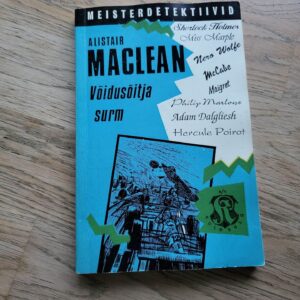 MEISTERDETEKTIIVID
ALISTAIR
MACLEAN
Võidusõitja
surm
Sherlock Holmes
Miss Marple
Nero Wolfe
McCabe
Maigret
Philip Marlowe
Adam Dalgliesh
Hercule Poirot